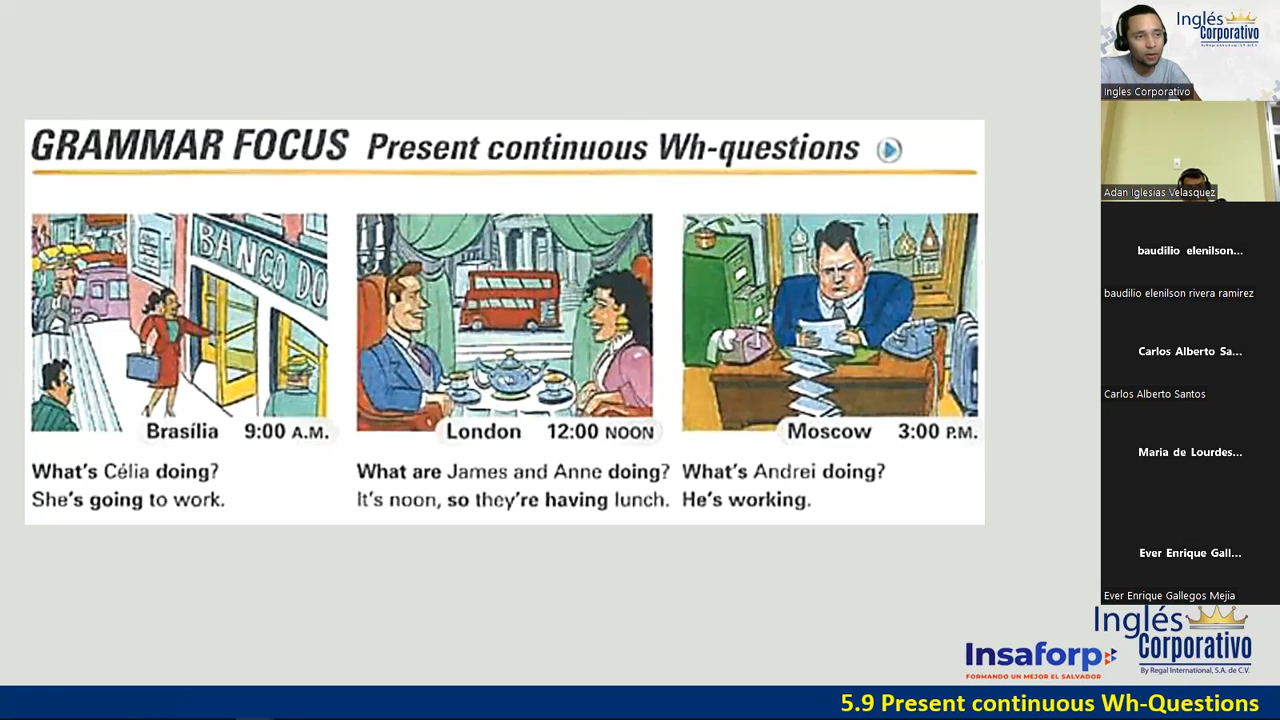 GRAMMAR FOCUS Present continuous Wh-questions
BANCO DO
Brasília 9:00 A.M.
London 12:00 NOON
Moscow 3:00 P.M.
What's Célia doing?
She's going to work.
What are James and Anne doing?
It's noon, so they're having lunch.
What's Andrei doing?
He's working.
Inglés
Corporativo
By Regal International, S.A. de C.V.
Ingles Corporativo
Adan Iglesias Velasquez
baudilio elenilson...
baudilio elenilson rivera ramirez
Carlos Alberto Sa...
Carlos Alberto Santos
Maria de Lourdes...
Ever Enrique Gall...
Ever Enrique Gallegos Mejia
Insaforp
FORMANDO UN MEJOR EL SALVADOR
Inglés
Corporativo
By Regal International, S.A. de C.V.
5.9 Present continuous Wh-Questions